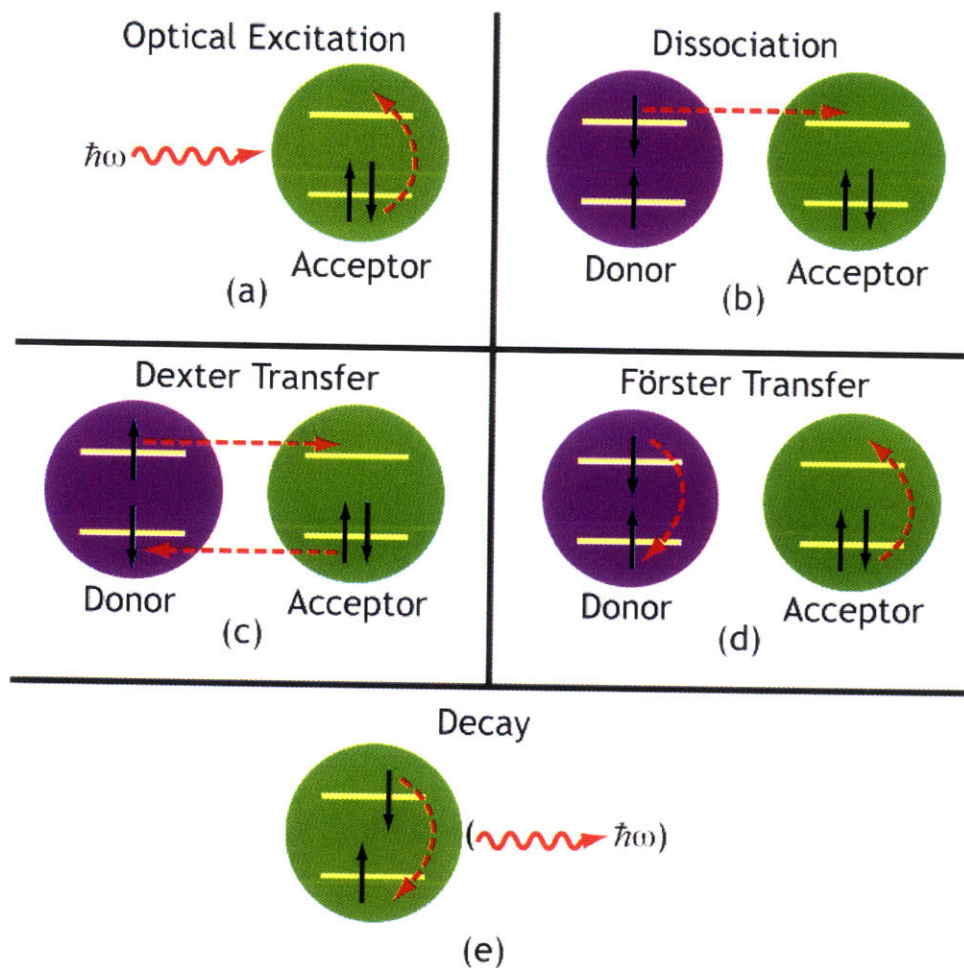 Optical Excitation
ħω
Acceptor
(a)
Dissociation
Donor
Acceptor
(b)
Dexter Transfer
Donor
Acceptor
(c)
Förster Transfer
Donor
Acceptor
(d)
Decay
( ħω)
(e)